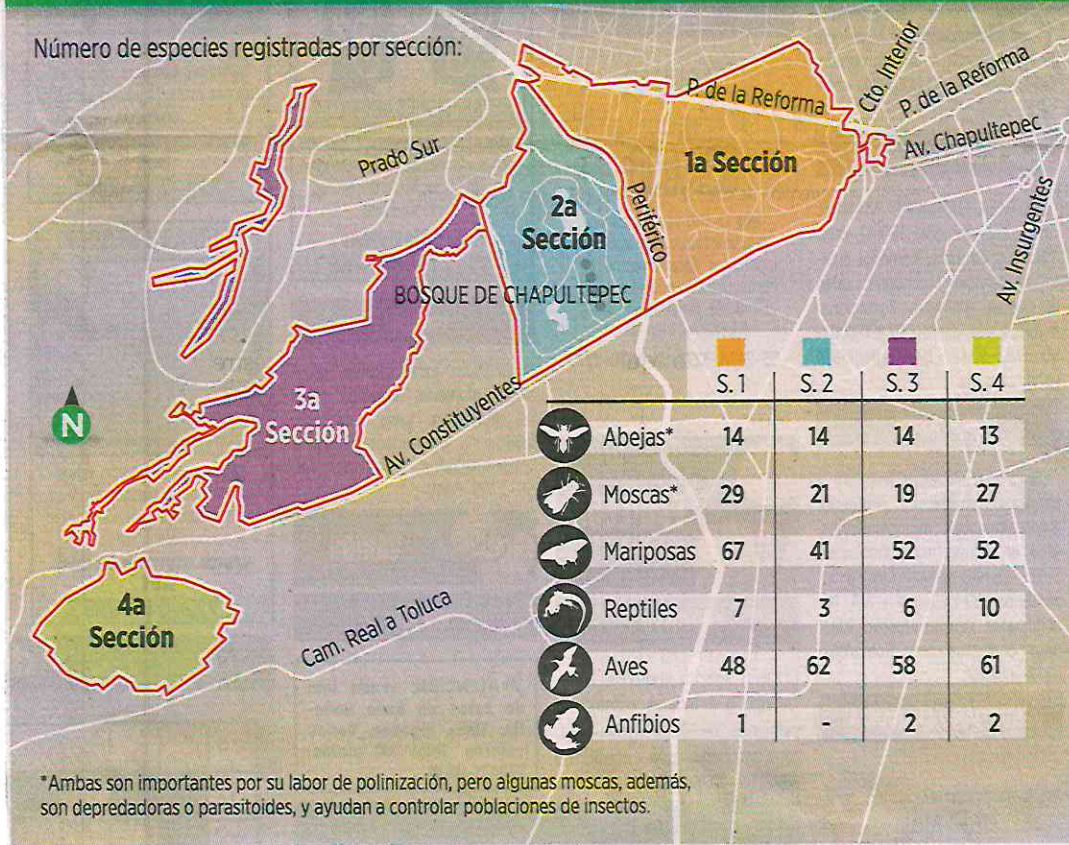 Número de especies registradas por sección:
Cto. Interior
P. de la Reforma
P. de la Reforma
Av. Chapultepec
Prado Sur
1a Sección
Periférico
2a
Sección
Av. Insurgentes
BOSQUE DE CHAPULTEPEC
N
3a
Sección
Av. Constituyentes
4a
Sección
Cam. Real a Toluca
S. 1 S. 2 S. 3 S. 4
Abejas* 14 14 14 13
Moscas* 29 21 19 27
Mariposas 67 41 52 52
Reptiles 7 3 6 10
Aves 48 62 58 61
Anfibios 1 - 2 2
*Ambas son importantes por su labor de polinización, pero algunas moscas, además,
son depredadoras o parasitoides, y ayudan a controlar poblaciones de insectos.